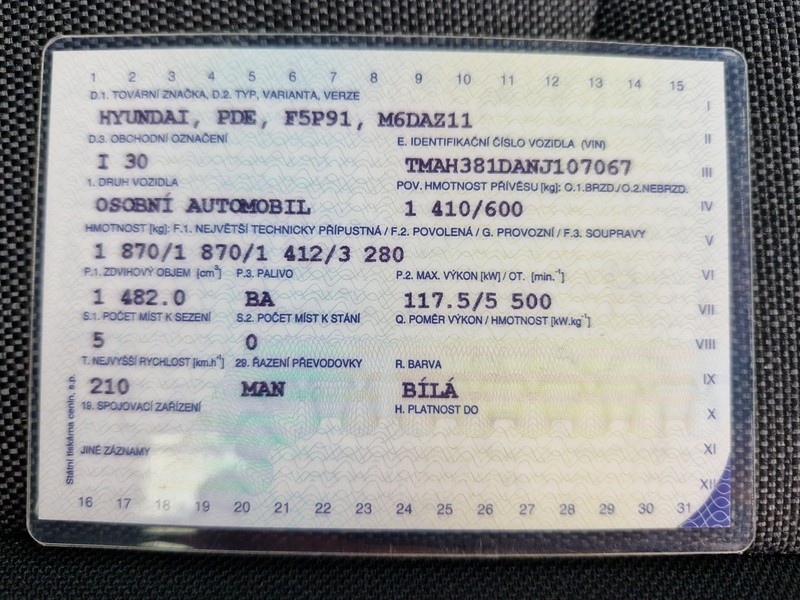 1 2 3 4 5 6 7 8 9 10 11 12 13 14 15
D.1. TOVÁRNÍ ZNAČKA, D.2. TYP, VARIANTA, VERZE
I
HYUNDAI, PDE, F5P91, M6DAZ11
D.3. OBCHODNÍ OZNAČENÍ E. IDENTIFIKAČNÍ ČÍSLO VOZIDLA (VIN)
II
I 30 TMAH381DANJ107067
III
1. DRUH VOZIDLA POV. HMOTNOST PŘÍVĚSU [kg]: O.1.BRZD./O.2.NEBRZD.
OSOBNÍ AUTOMOBIL 1 410/600
IV
HMOTNOST [kg]: F.1. NEJVĚTŠÍ TECHNICKY PŘÍPUSTNÁ / F.2. POVOLENÁ / G. PROVOZNÍ / F.3. SOUPRAVY
V
1 870/1 870/1 412/3 280
P.1. ZDVIHOVÝ OBJEM [cm³] P.3. PALIVO P.2. MAX. VÝKON [kW] / OT. [min.⁻¹]
VI
1 482.0 BA 117.5/5 500
VII
S.1. POČET MÍST K SEZENÍ S.2. POČET MÍST K STÁNÍ Q. POMĚR VÝKON / HMOTNOST [kW.kg⁻¹]
5 0
VIII
T. NEJVYŠŠÍ RYCHLOST [km.h⁻¹] 29. ŘAZENÍ PŘEVODOVKY R. BARVA
210 MAN BÍLÁ
IX
19. SPOJOVACÍ ZAŘÍZENÍ H. PLATNOST DO
X
JINÉ ZÁZNAMY
XI
XII
16 17 18 19 20 21 22 23 24 25 26 27 28 29 30 31
Státní tiskárna cenin, s.p.